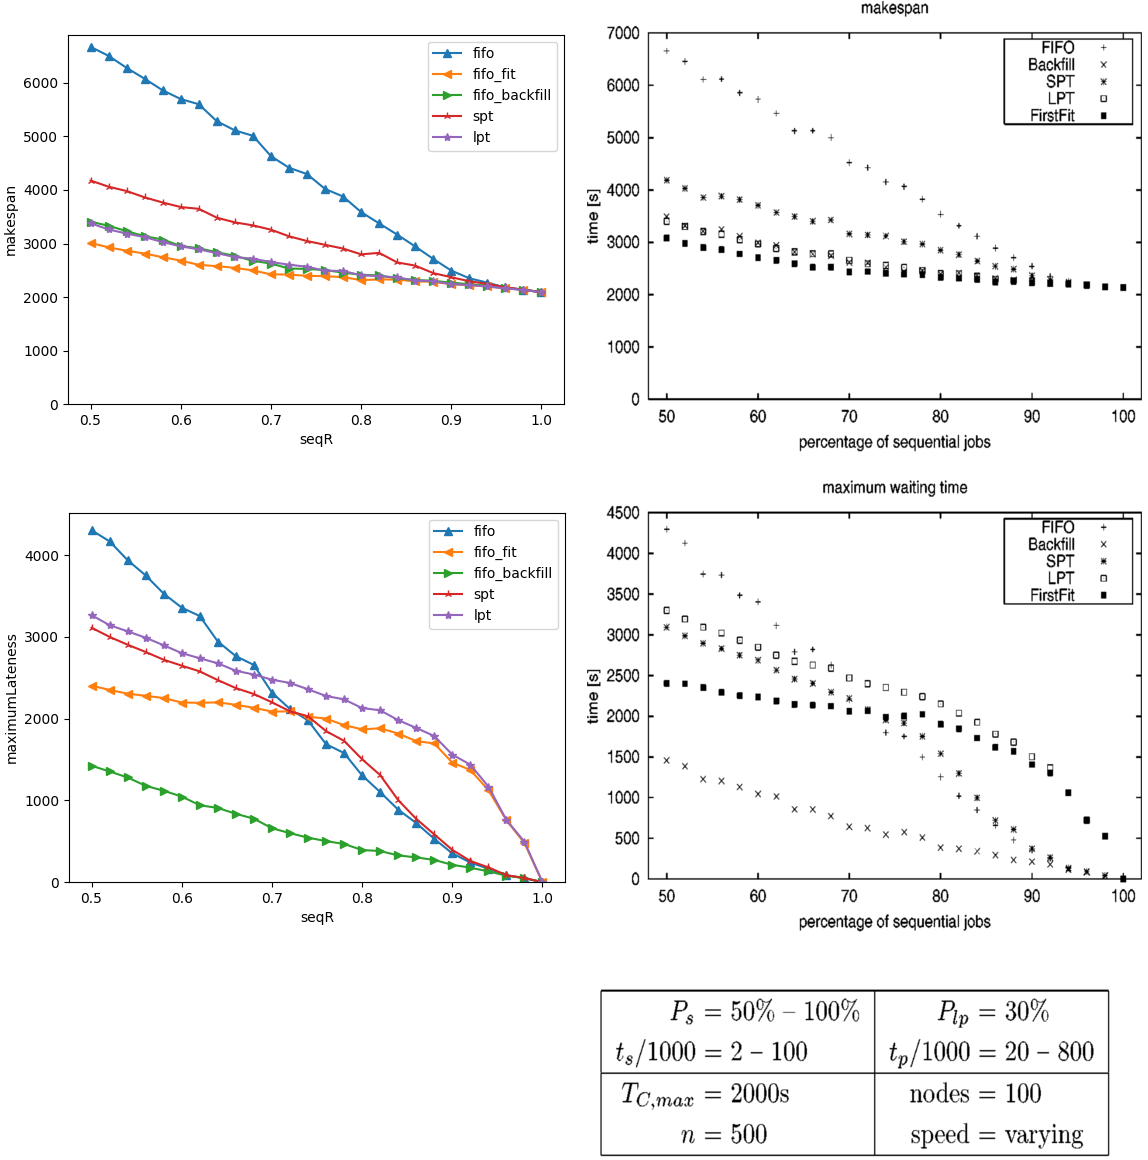 makespan
6000
5000
4000
3000
2000
1000
0
fifo
fifo_fit
fifo_backfill
spt
lpt
0.5 0.6 0.7 0.8 0.9 1.0
seqR
makespan
time [s]
7000
6000
5000
4000
3000
2000
1000
0
FIFO
Backfill
SPT
LPT
FirstFit
50 60 70 80 90 100
percentage of sequential jobs
maximumLateness
4000
3000
2000
1000
0
fifo
fifo_fit
fifo_backfill
spt
lpt
0.5 0.6 0.7 0.8 0.9 1.0
seqR
maximum waiting time
time [s]
4500
4000
3500
3000
2500
2000
1500
1000
500
0
FIFO
Backfill
SPT
LPT
FirstFit
50 60 70 80 90 100
percentage of sequential jobs
P_s = 50% – 100% P_{lp} = 30%
t_s/1000 = 2 – 100 t_p/1000 = 20 – 800
T_{C,max} = 2000s nodes = 100
n = 500 speed = varying